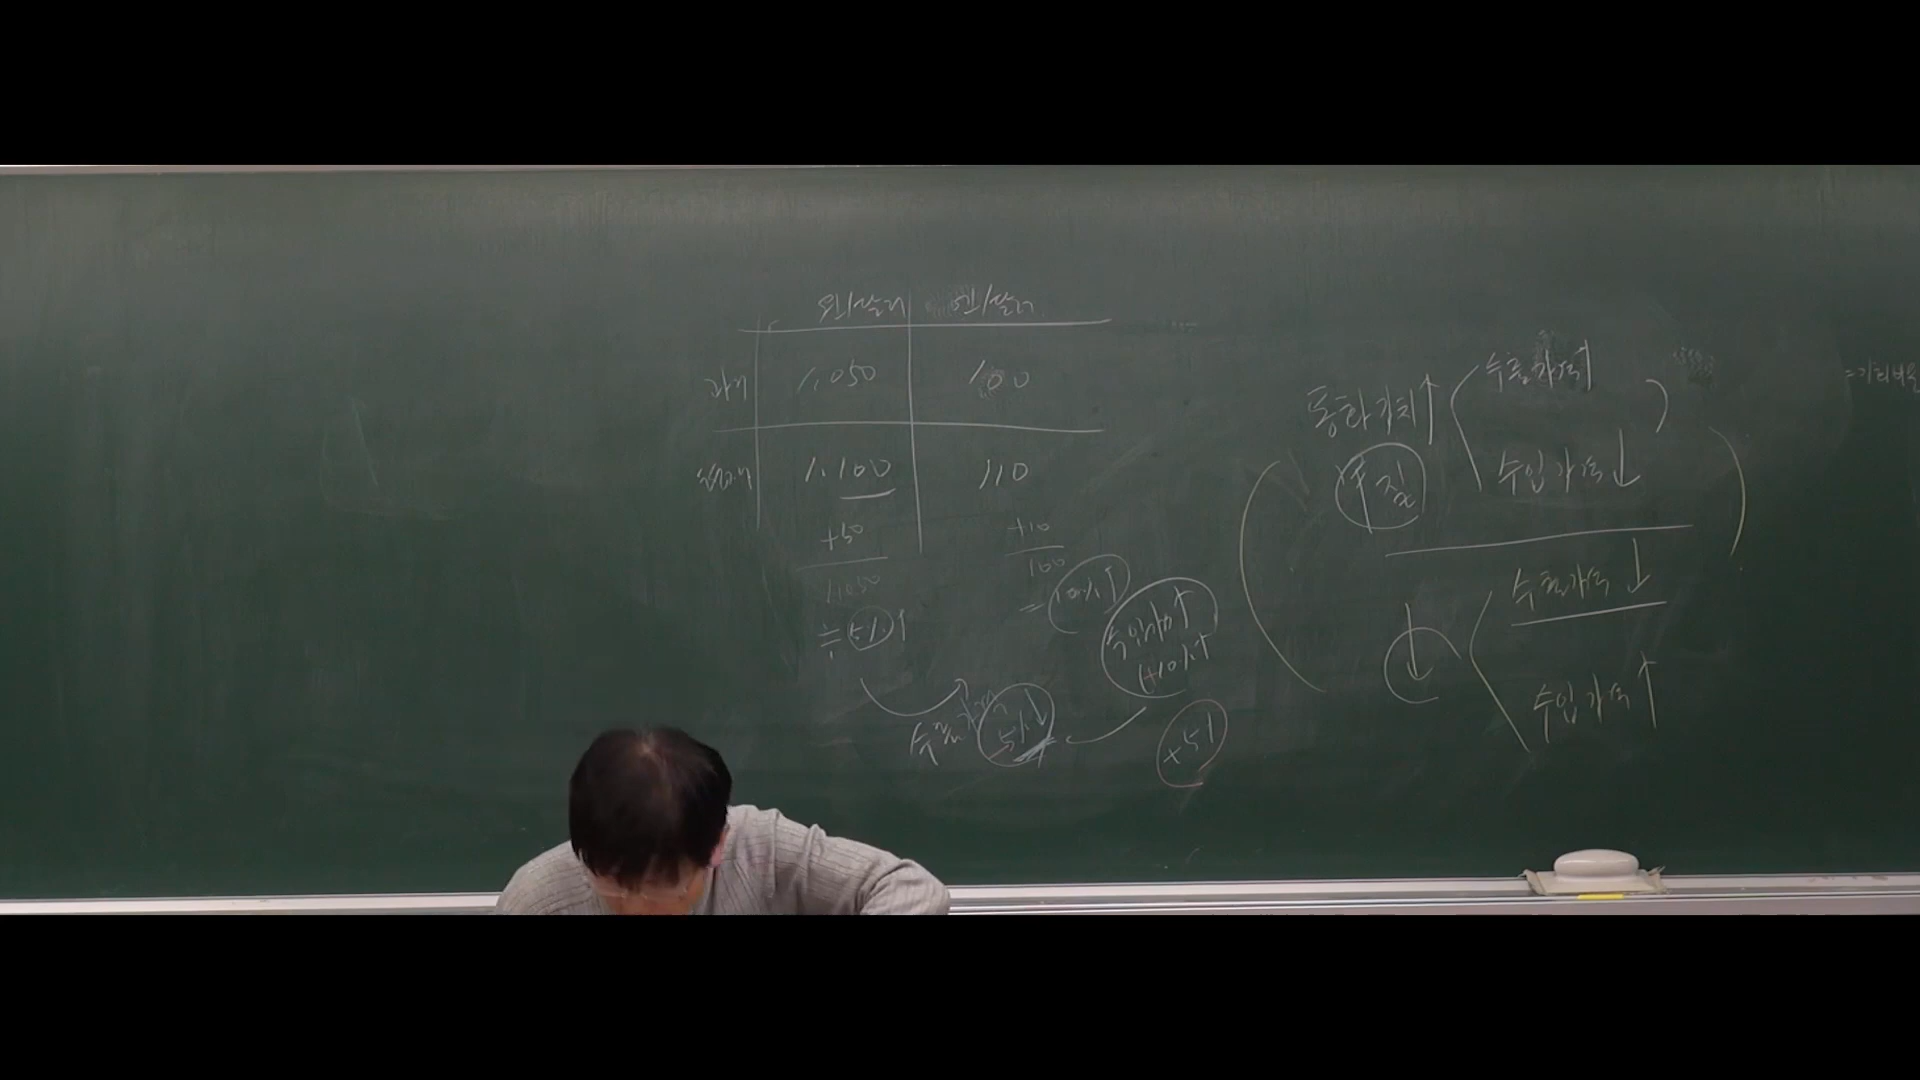 원/달러 엔/달러
과거 1,050 100
현재 1,100 110
+50
1,050
≒ 5% ↑
+10
100
= 10% ↑
수입가격 ↑
(+10%)
수출가격 5% ↓
+5%
통화가치 ↑
수출가격 ↑
수입가격 ↓
↓
수출가격 ↓
수입가격 ↑